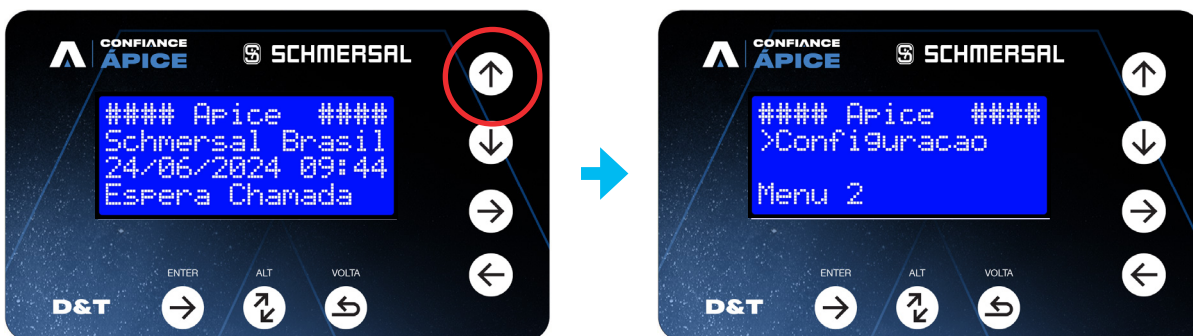 CONFIANCE
ÁPICE
SCHMERSAL
#### Apice ####
Schmersal Brasil
24/06/2024 09:44
Espera Chamada
ENTER
ALT
VOLTA
D&T
CONFIANCE
ÁPICE
SCHMERSAL
#### Apice ####
>Configuracao
Menu 2
ENTER
ALT
VOLTA
D&T